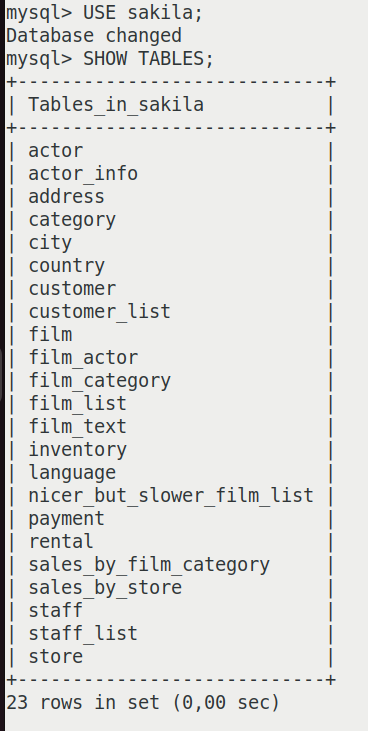 mysql> USE sakila;
Database changed
mysql> SHOW TABLES;
+----------------------------+
| Tables_in_sakila           |
+----------------------------+
| actor                      |
| actor_info                 |
| address                    |
| category                   |
| city                       |
| country                    |
| customer                   |
| customer_list              |
| film                       |
| film_actor                 |
| film_category              |
| film_list                  |
| film_text                  |
| inventory                  |
| language                   |
| nicer_but_slower_film_list |
| payment                    |
| rental                     |
| sales_by_film_category     |
| sales_by_store             |
| staff                      |
| staff_list                 |
| store                      |
+----------------------------+
23 rows in set (0,00 sec)